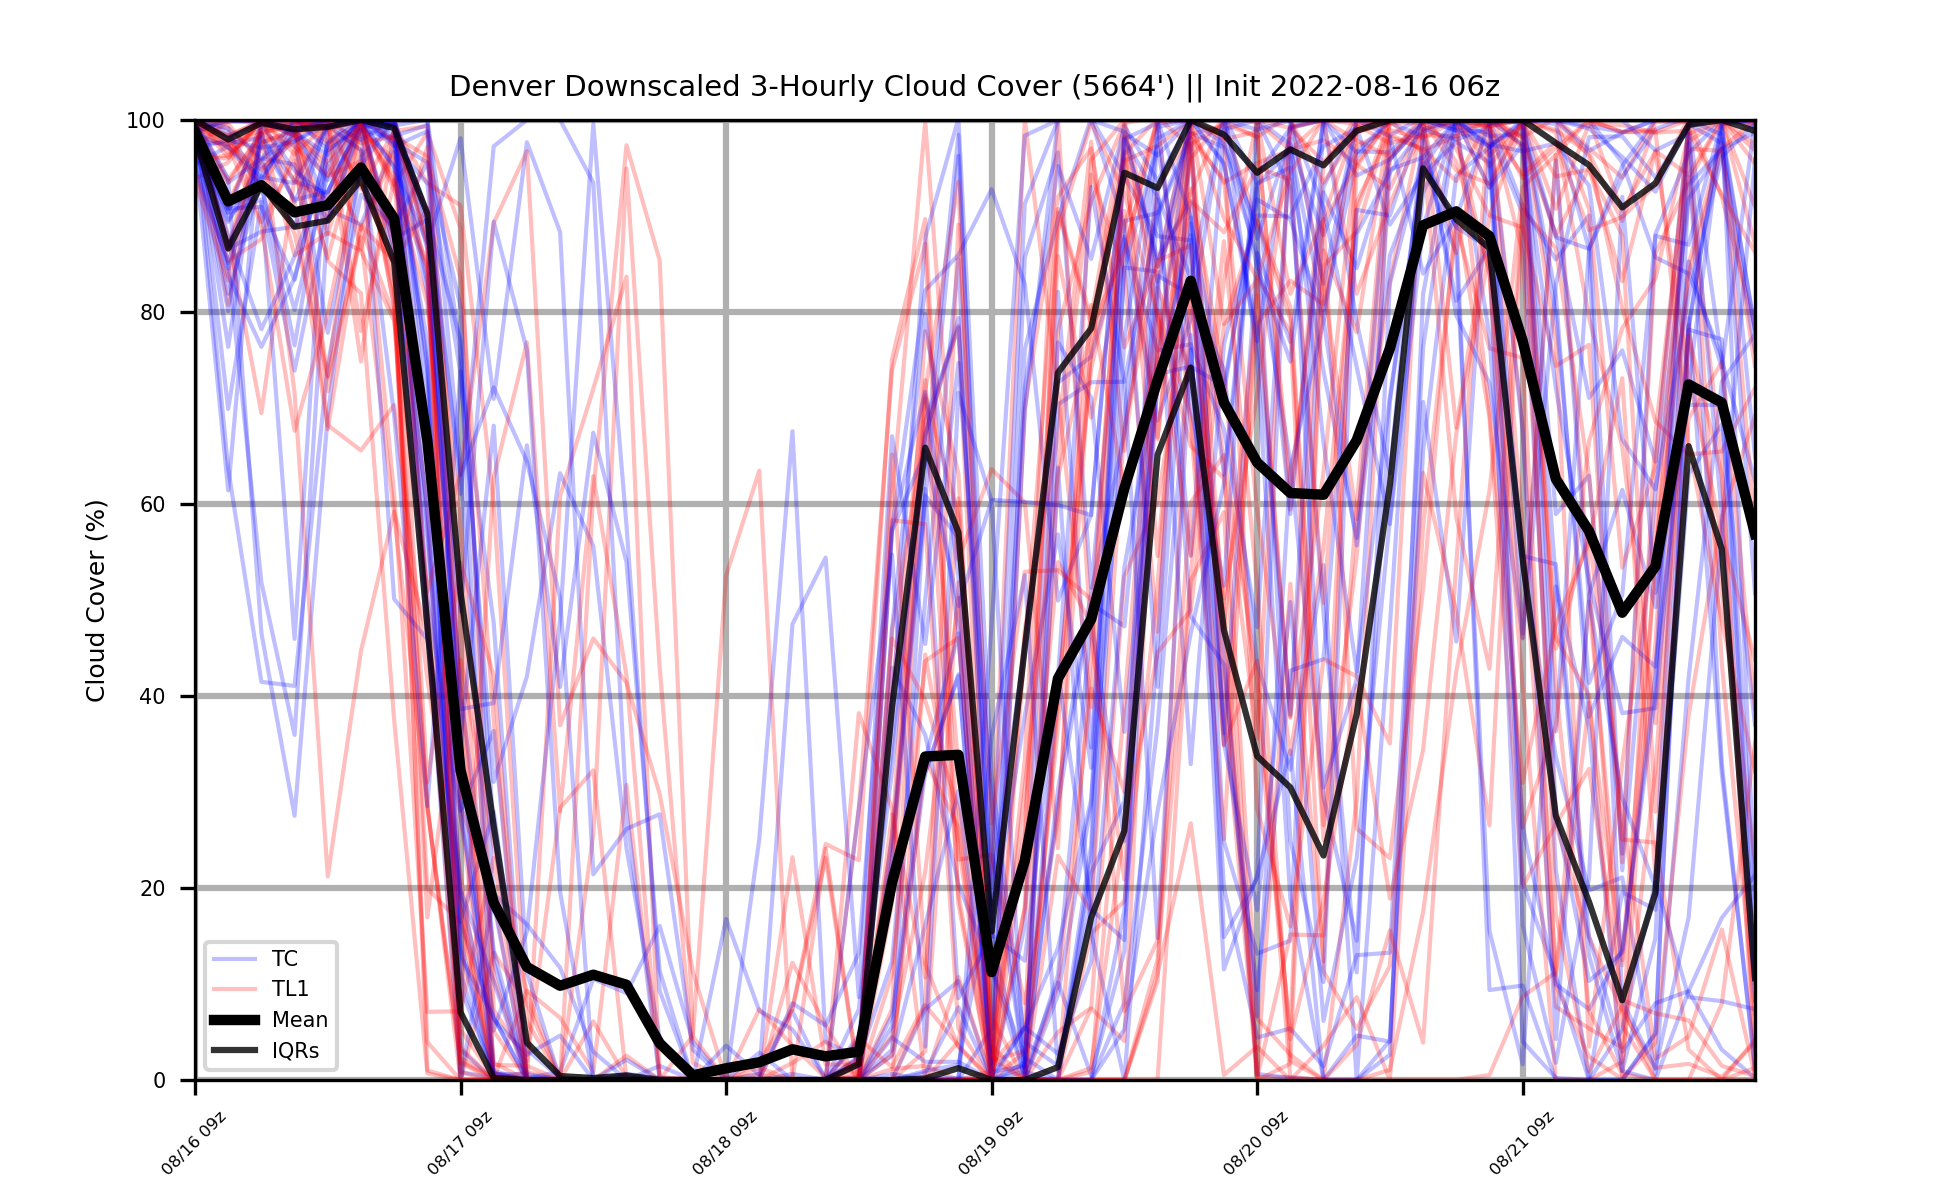 Denver Downscaled 3-Hourly Cloud Cover (5664') || Init 2022-08-16 06z
Cloud Cover (%)
100
80
60
40
20
0
TC
TL1
Mean
IQRs
08/16 09z
08/17 09z
08/18 09z
08/19 09z
08/20 09z
08/21 09z